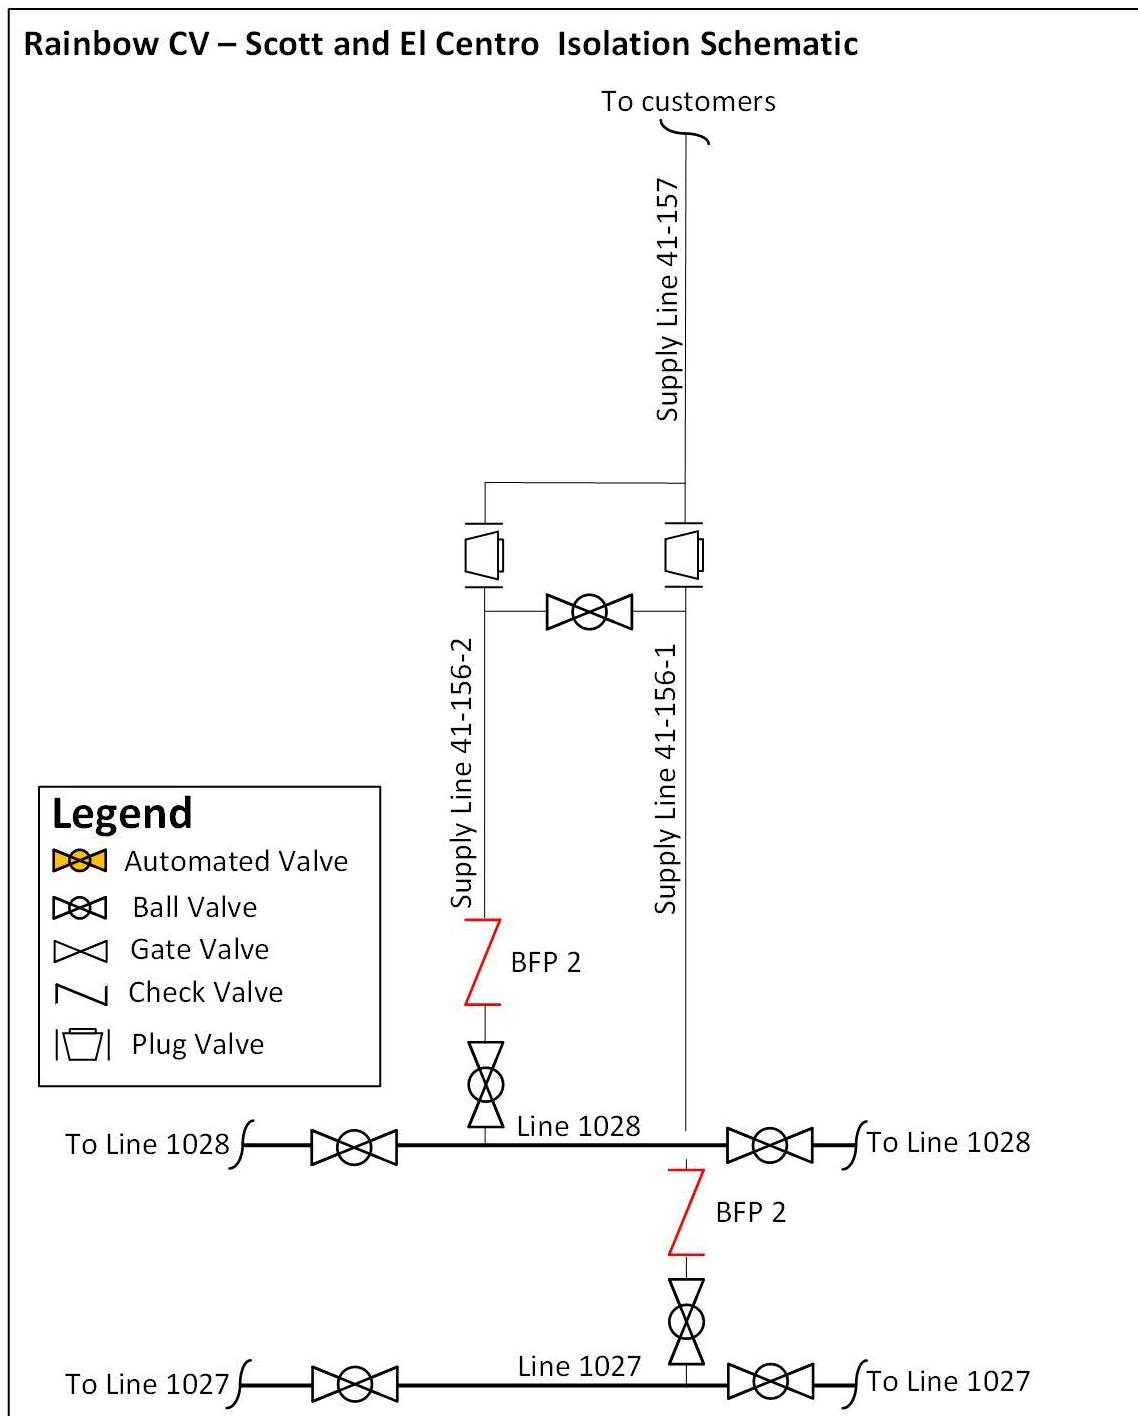 Rainbow CV – Scott and El Centro  Isolation Schematic
To customers
Supply Line 41-157
Supply Line 41-156-2
Supply Line 41-156-1
Legend
Automated Valve
Ball Valve
Gate Valve
Check Valve
Plug Valve
BFP 2
To Line 1028
Line 1028
To Line 1028
BFP 2
To Line 1027
Line 1027
To Line 1027